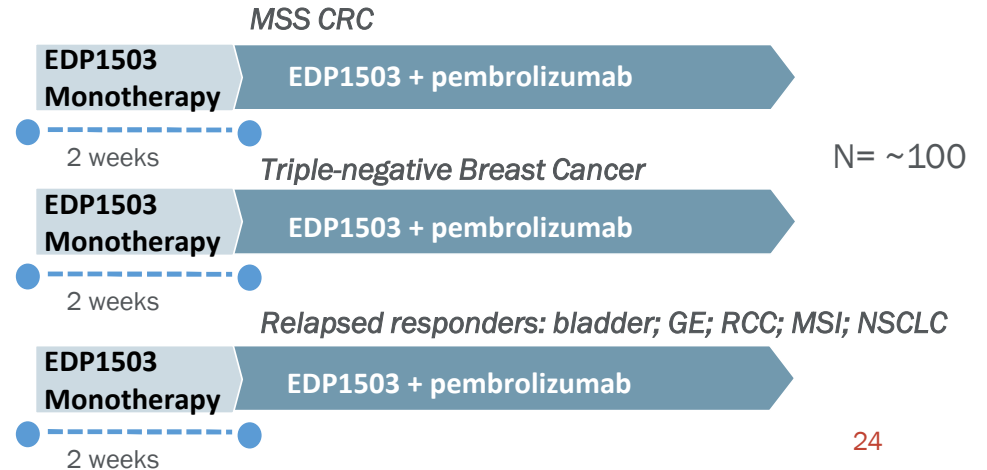 MSS CRC
EDP1503
Monotherapy
EDP1503 + pembrolizumab
2 weeks
N= ~100
Triple-negative Breast Cancer
EDP1503
Monotherapy
EDP1503 + pembrolizumab
2 weeks
Relapsed responders: bladder; GE; RCC; MSI; NSCLC
EDP1503
Monotherapy
EDP1503 + pembrolizumab
2 weeks
24